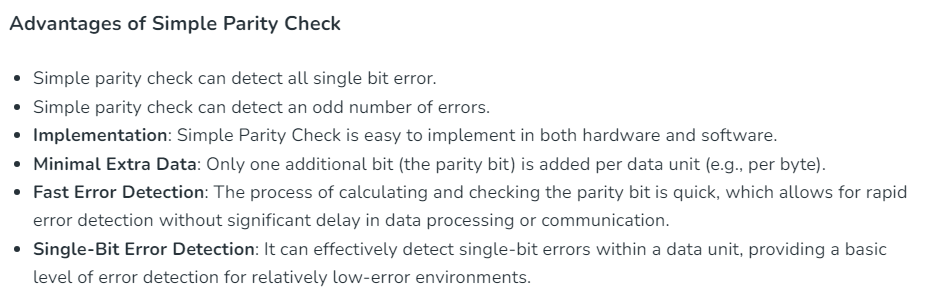 Advantages of Simple Parity Check
• Simple parity check can detect all single bit error.
• Simple parity check can detect an odd number of errors.
• Implementation: Simple Parity Check is easy to implement in both hardware and software.
• Minimal Extra Data: Only one additional bit (the parity bit) is added per data unit (e.g., per byte).
• Fast Error Detection: The process of calculating and checking the parity bit is quick, which allows for rapid
error detection without significant delay in data processing or communication.
• Single-Bit Error Detection: It can effectively detect single-bit errors within a data unit, providing a basic
level of error detection for relatively low-error environments.